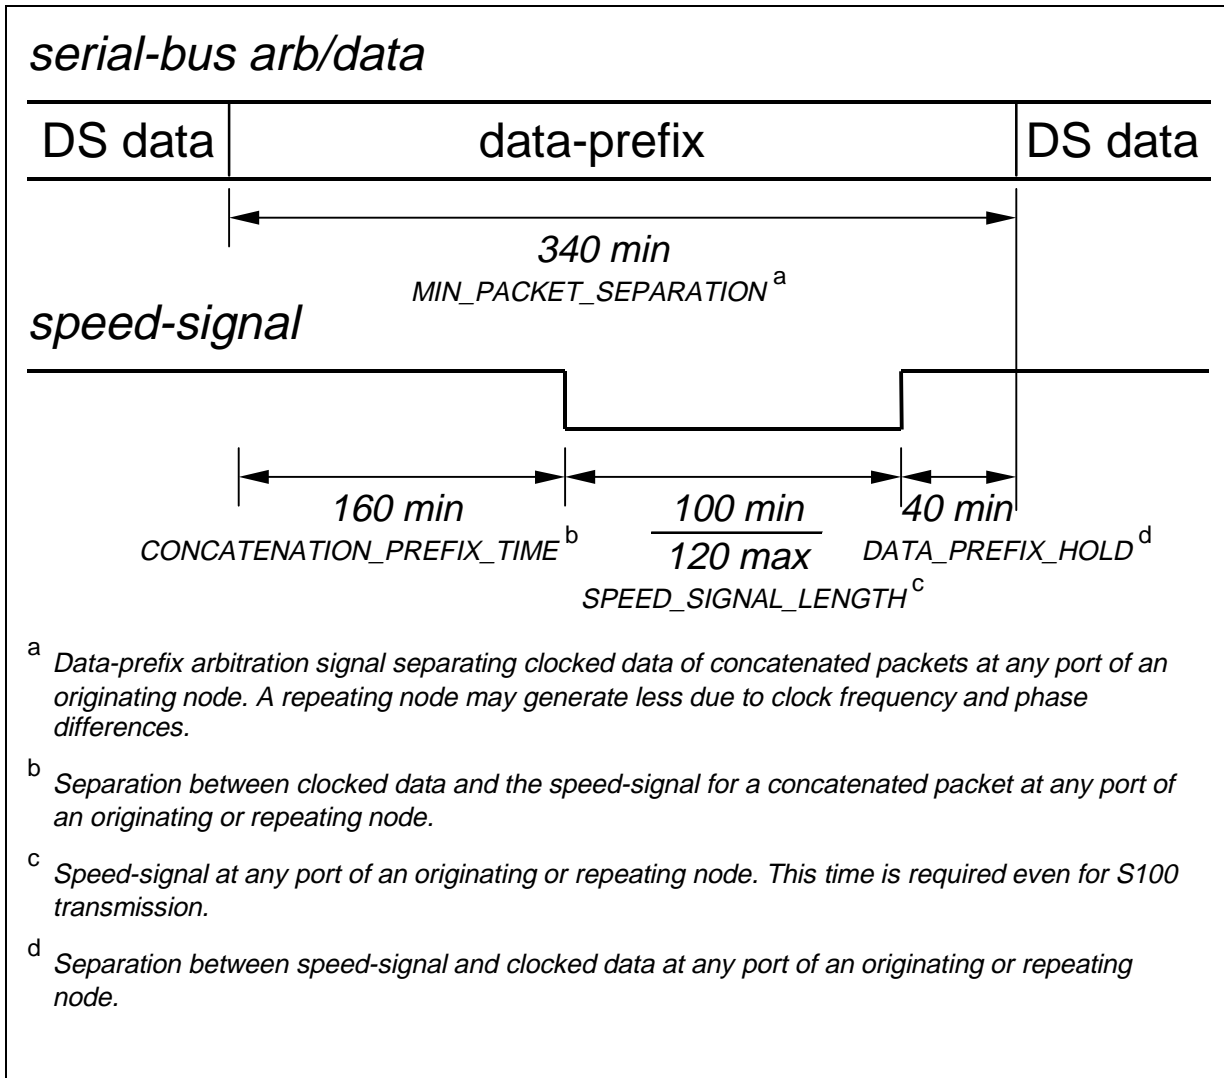 serial-bus arb/data
DS data data-prefix DS data
340 min
MIN_PACKET_SEPARATION a
speed-signal
160 min 100 min 40 min
CONCATENATION_PREFIX_TIME b 120 max DATA_PREFIX_HOLD d
SPEED_SIGNAL_LENGTH c
a Data-prefix arbitration signal separating clocked data of concatenated packets at any port of an
originating node. A repeating node may generate less due to clock frequency and phase
differences.
b Separation between clocked data and the speed-signal for a concatenated packet at any port of
an originating or repeating node.
c Speed-signal at any port of an originating or repeating node. This time is required even for S100
transmission.
d Separation between speed-signal and clocked data at any port of an originating or repeating
node.